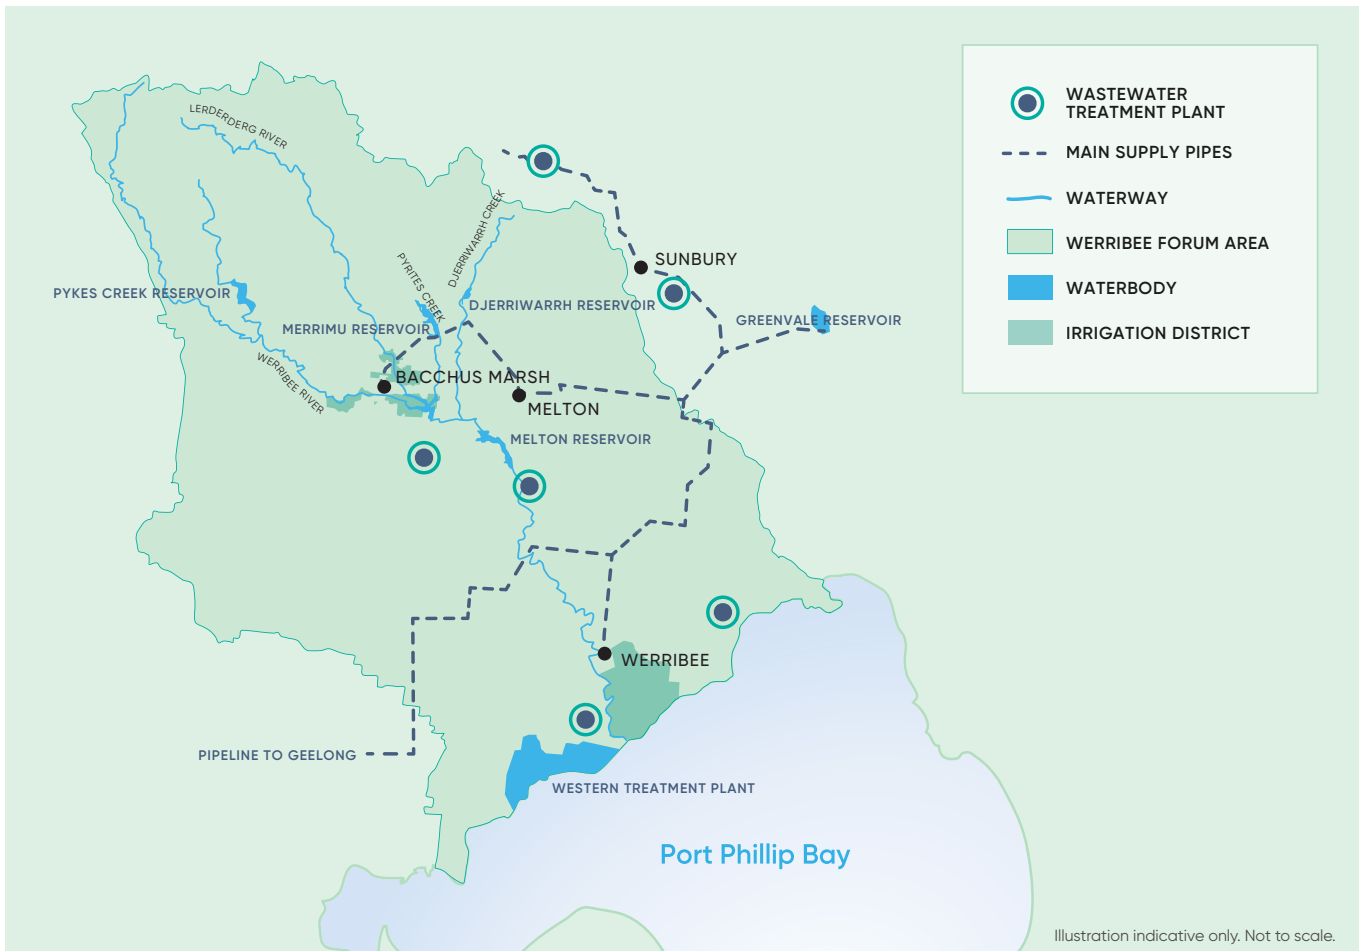 WASTEWATER
TREATMENT PLANT
MAIN SUPPLY PIPES
WATERWAY
WERRIBEE FORUM AREA
WATERBODY
IRRIGATION DISTRICT
LERDERDERG RIVER
DJERRIWARRH CREEK
PYRITES CREEK
SUNBURY
PYKES CREEK RESERVOIR
DJERRIWARRH RESERVOIR
GREENVALE RESERVOIR
MERRIMU RESERVOIR
WERRIBEE RIVER
BACCHUS MARSH
MELTON
MELTON RESERVOIR
WERRIBEE
PIPELINE TO GEELONG
WESTERN TREATMENT PLANT
Port Phillip Bay
Illustration indicative only. Not to scale.